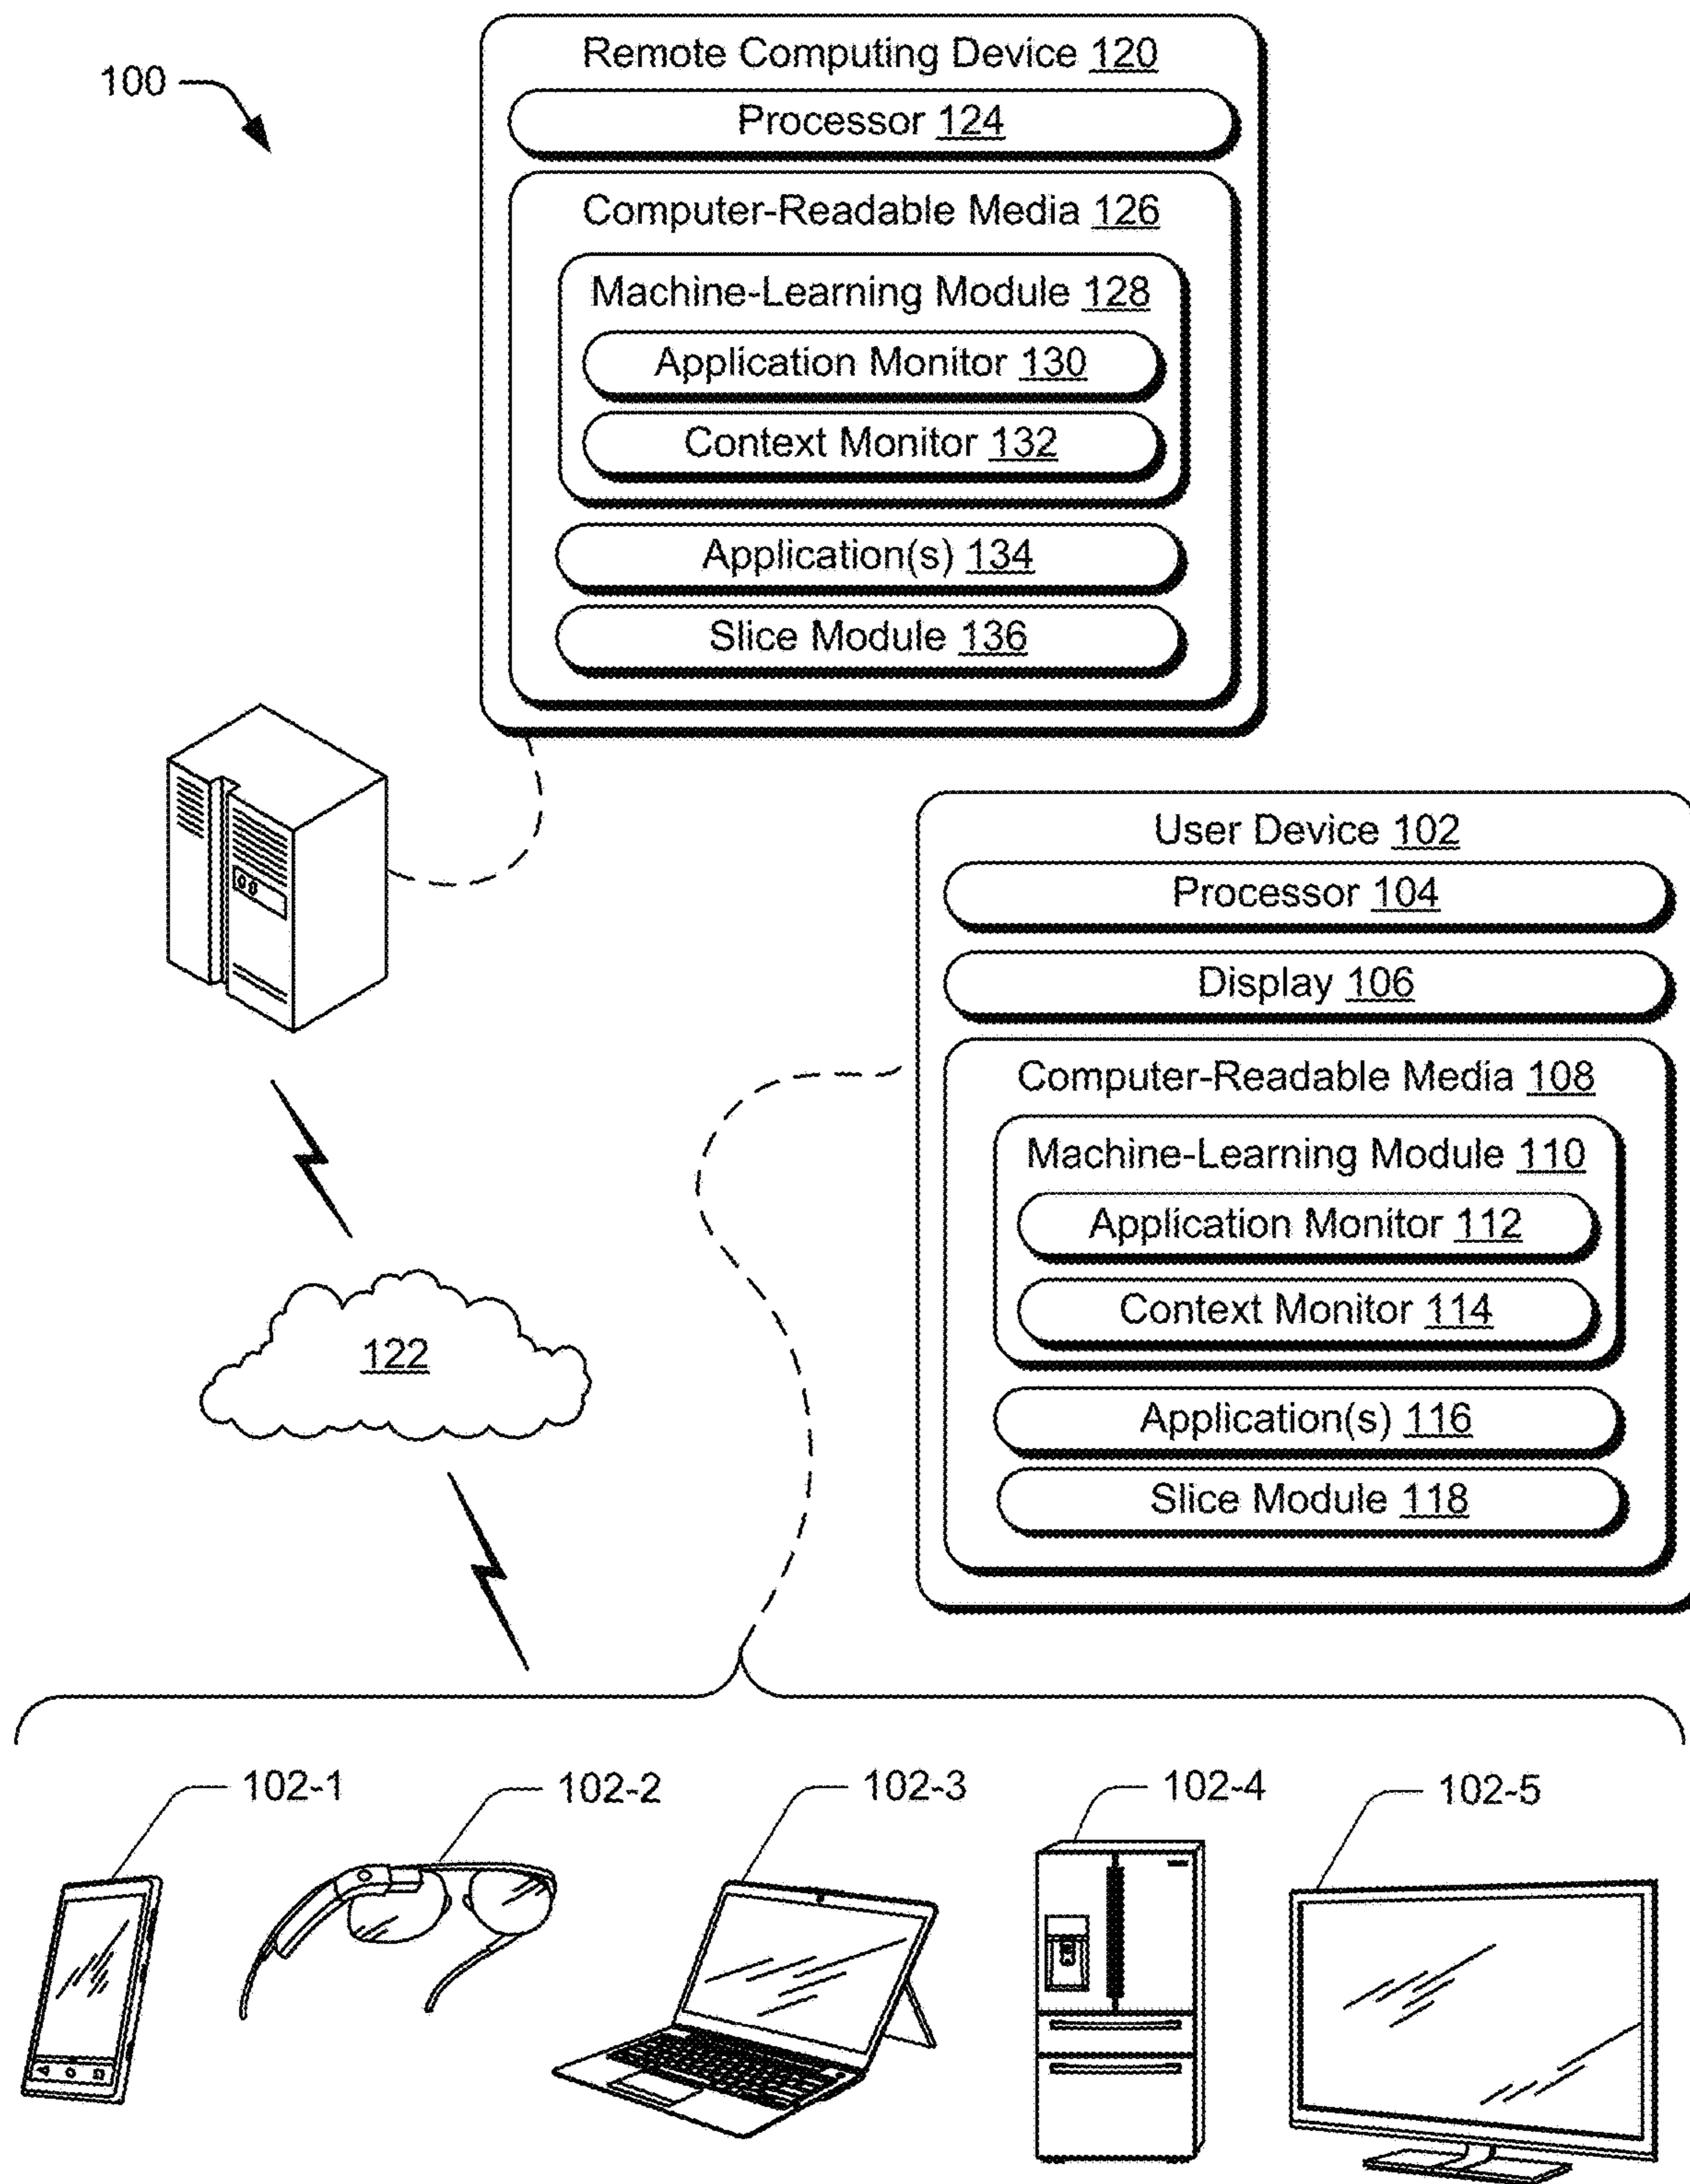 100
Remote Computing Device 120
Processor 124
Computer-Readable Media 126
Machine-Learning Module 128
Application Monitor 130
Context Monitor 132
Application(s) 134
Slice Module 136
User Device 102
Processor 104
Display 106
Computer-Readable Media 108
Machine-Learning Module 110
Application Monitor 112
Context Monitor 114
Application(s) 116
Slice Module 118
122
102-1
102-2
102-3
102-4
102-5